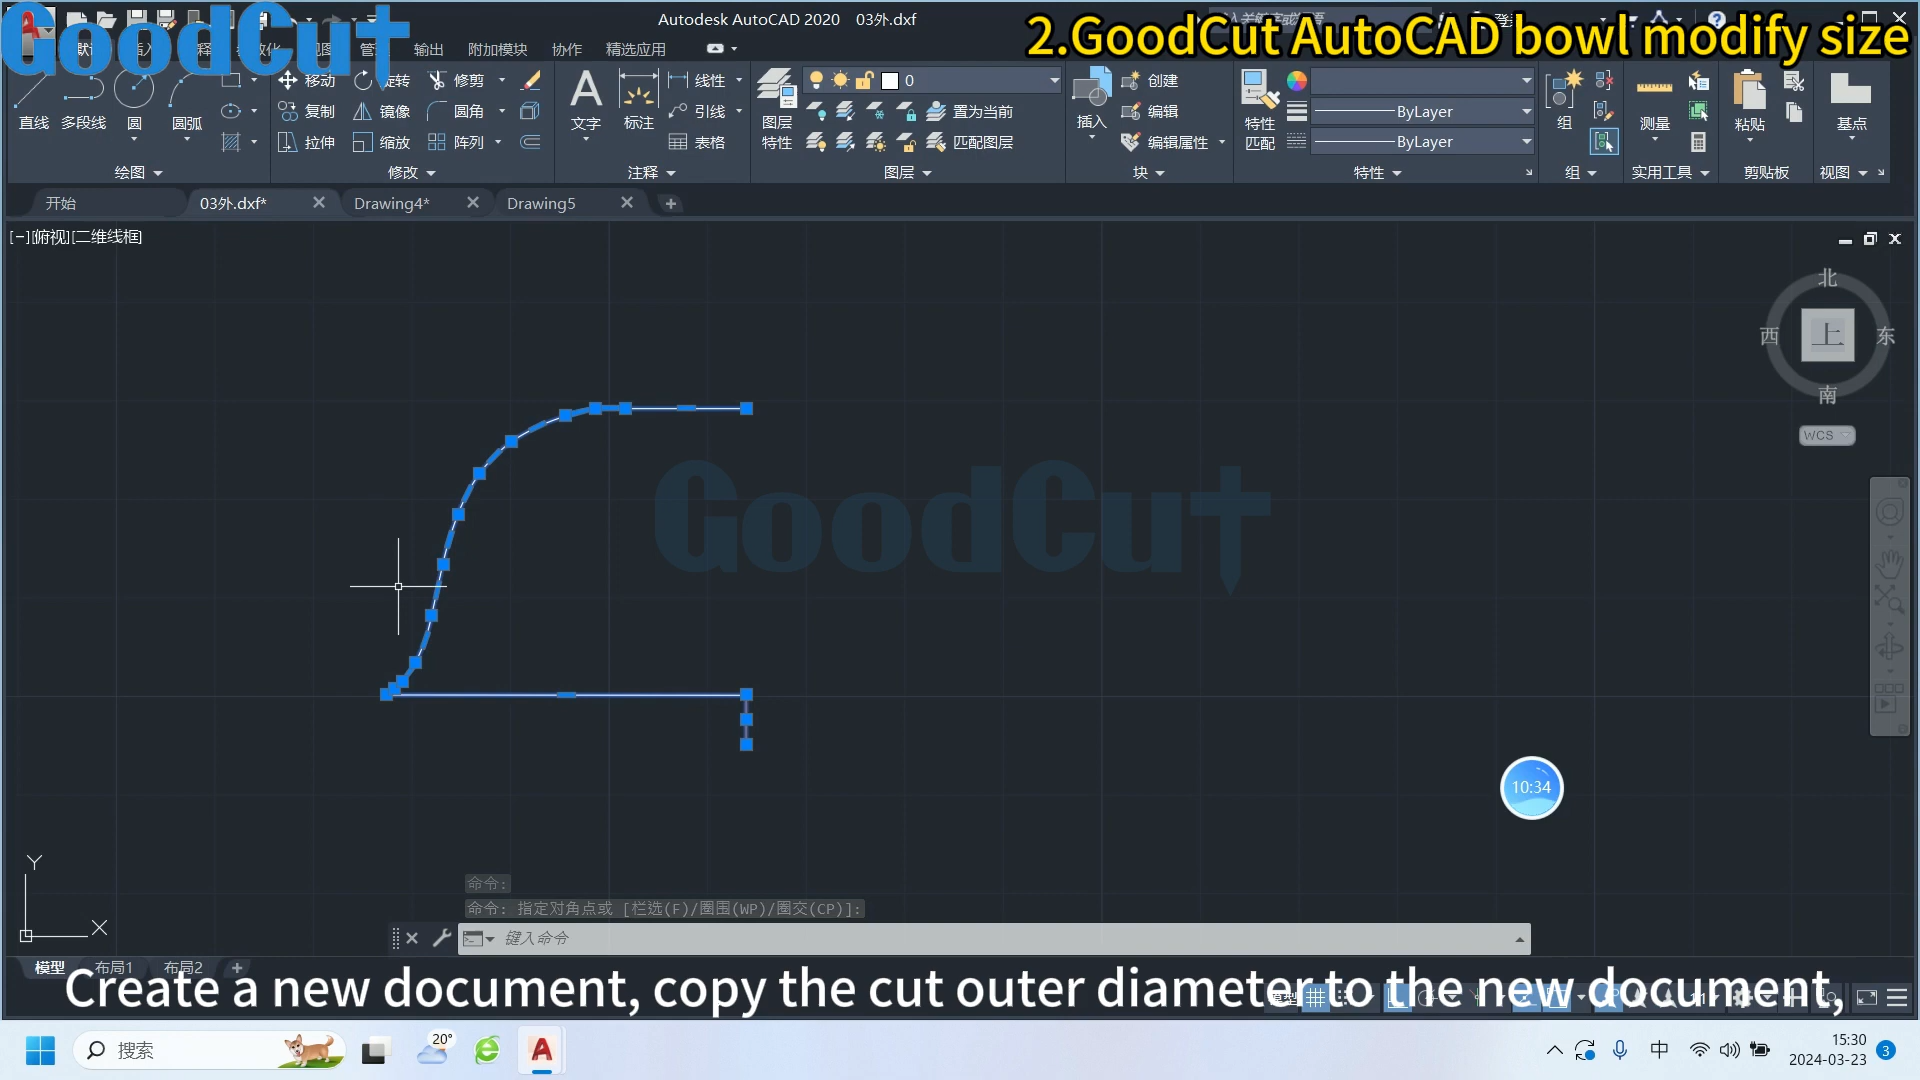 Autodesk AutoCAD 2020 03外.dxf
GoodCut
2.GoodCut AutoCAD bowl modify size
输出 附加模块 协作 精选应用
移动 旋转 修剪 线性 0 创建
直线 多段线 圆 圆弧 复制 镜像 圆角 文字 标注 引线 图层特性 置为当前 插入 编辑 特性匹配 ByLayer 组 测量 粘贴 基点
拉伸 缩放 阵列 表格 匹配图层 编辑属性 ByLayer
绘图 修改 注释 图层 块 特性 组 实用工具 剪贴板 视图
开始 03外.dxf* Drawing4* Drawing5
[−][俯视][二维线框]
北
西 上 东
南
WCS
GoodCut
10:34
Y
X
命令:
命令: 指定对角点或 [栏选(F)/圈围(WP)/圈交(CP)]:
键入命令
模型 布局1 布局2 +
Create a new document, copy the cut outer diameter to the new document,
搜索 20° 中 15:30
2024-03-23 3